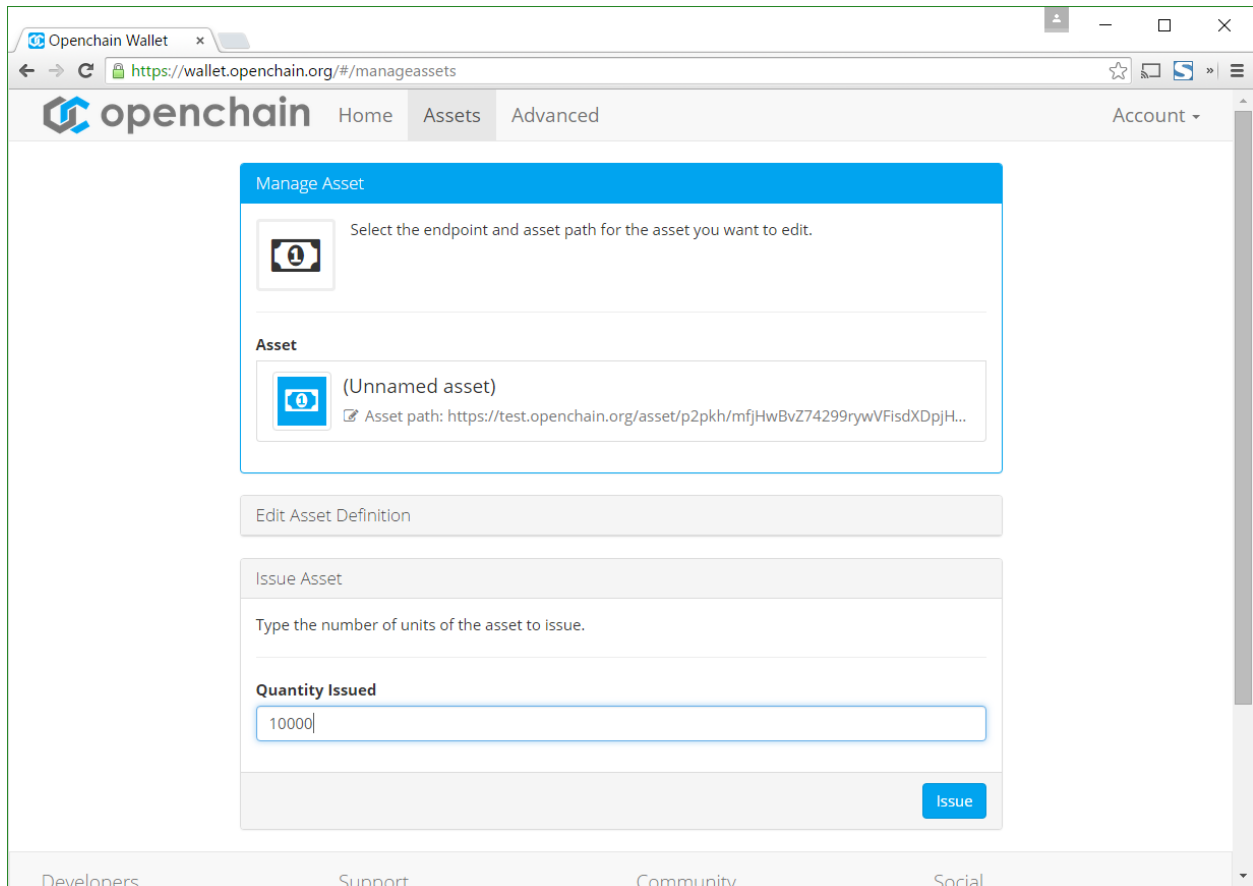 Openchain Wallet
https://wallet.openchain.org/#/manageassets
openchain Home Assets Advanced Account
Manage Asset
Select the endpoint and asset path for the asset you want to edit.
Asset
(Unnamed asset)
Asset path: https://test.openchain.org/asset/p2pkh/mfjHwBvZ74299rywVFisdXDpjH...
Edit Asset Definition
Issue Asset
Type the number of units of the asset to issue.
Quantity Issued
10000
Issue
Developers Support Community Social